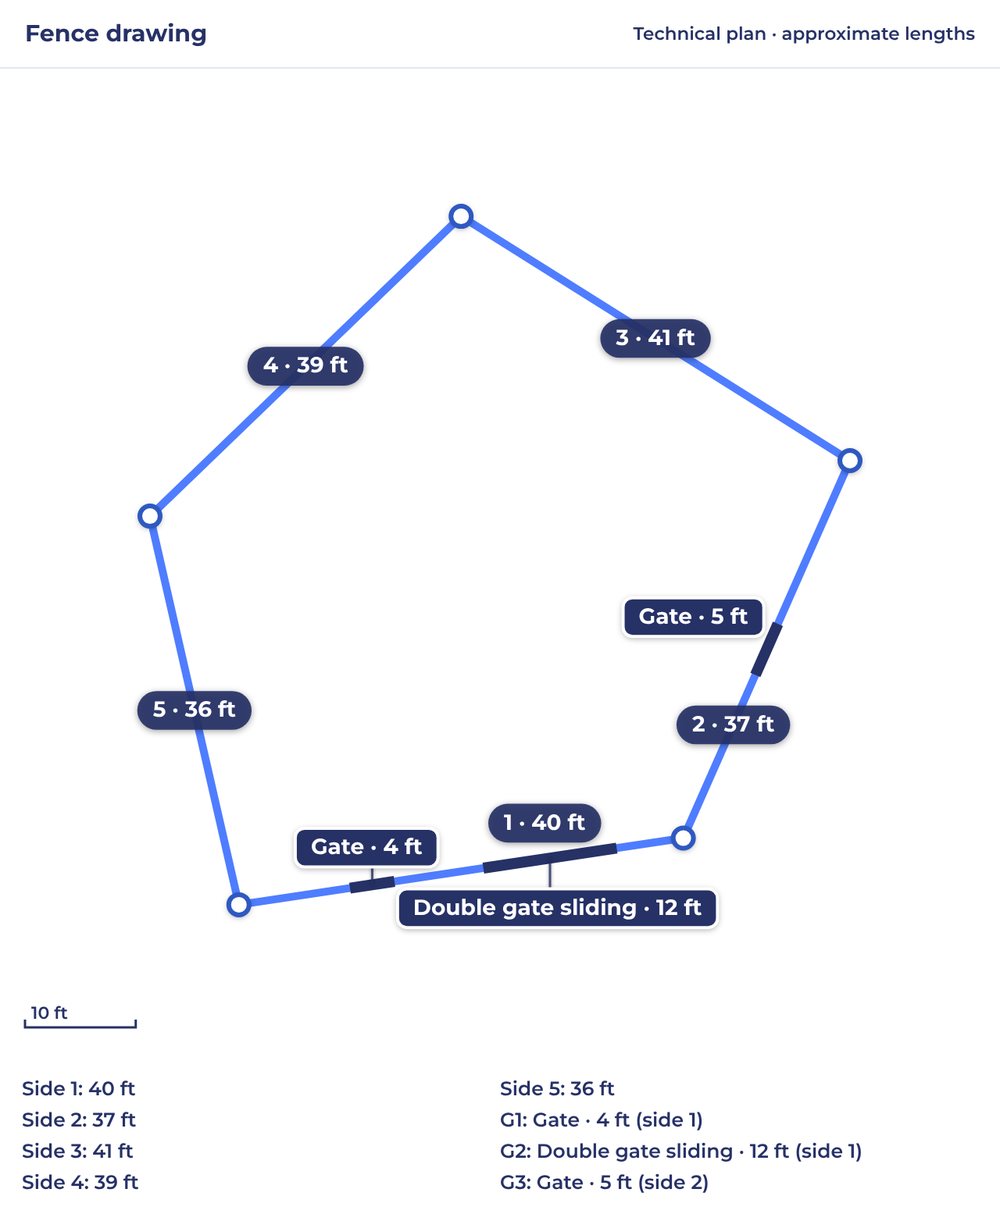 Fence drawing
Technical plan · approximate lengths
3 · 41 ft
4 · 39 ft
Gate · 5 ft
5 · 36 ft
2 · 37 ft
1 · 40 ft
Gate · 4 ft
Double gate sliding · 12 ft
10 ft
Side 1: 40 ft
Side 2: 37 ft
Side 3: 41 ft
Side 4: 39 ft
Side 5: 36 ft
G1: Gate · 4 ft (side 1)
G2: Double gate sliding · 12 ft (side 1)
G3: Gate · 5 ft (side 2)